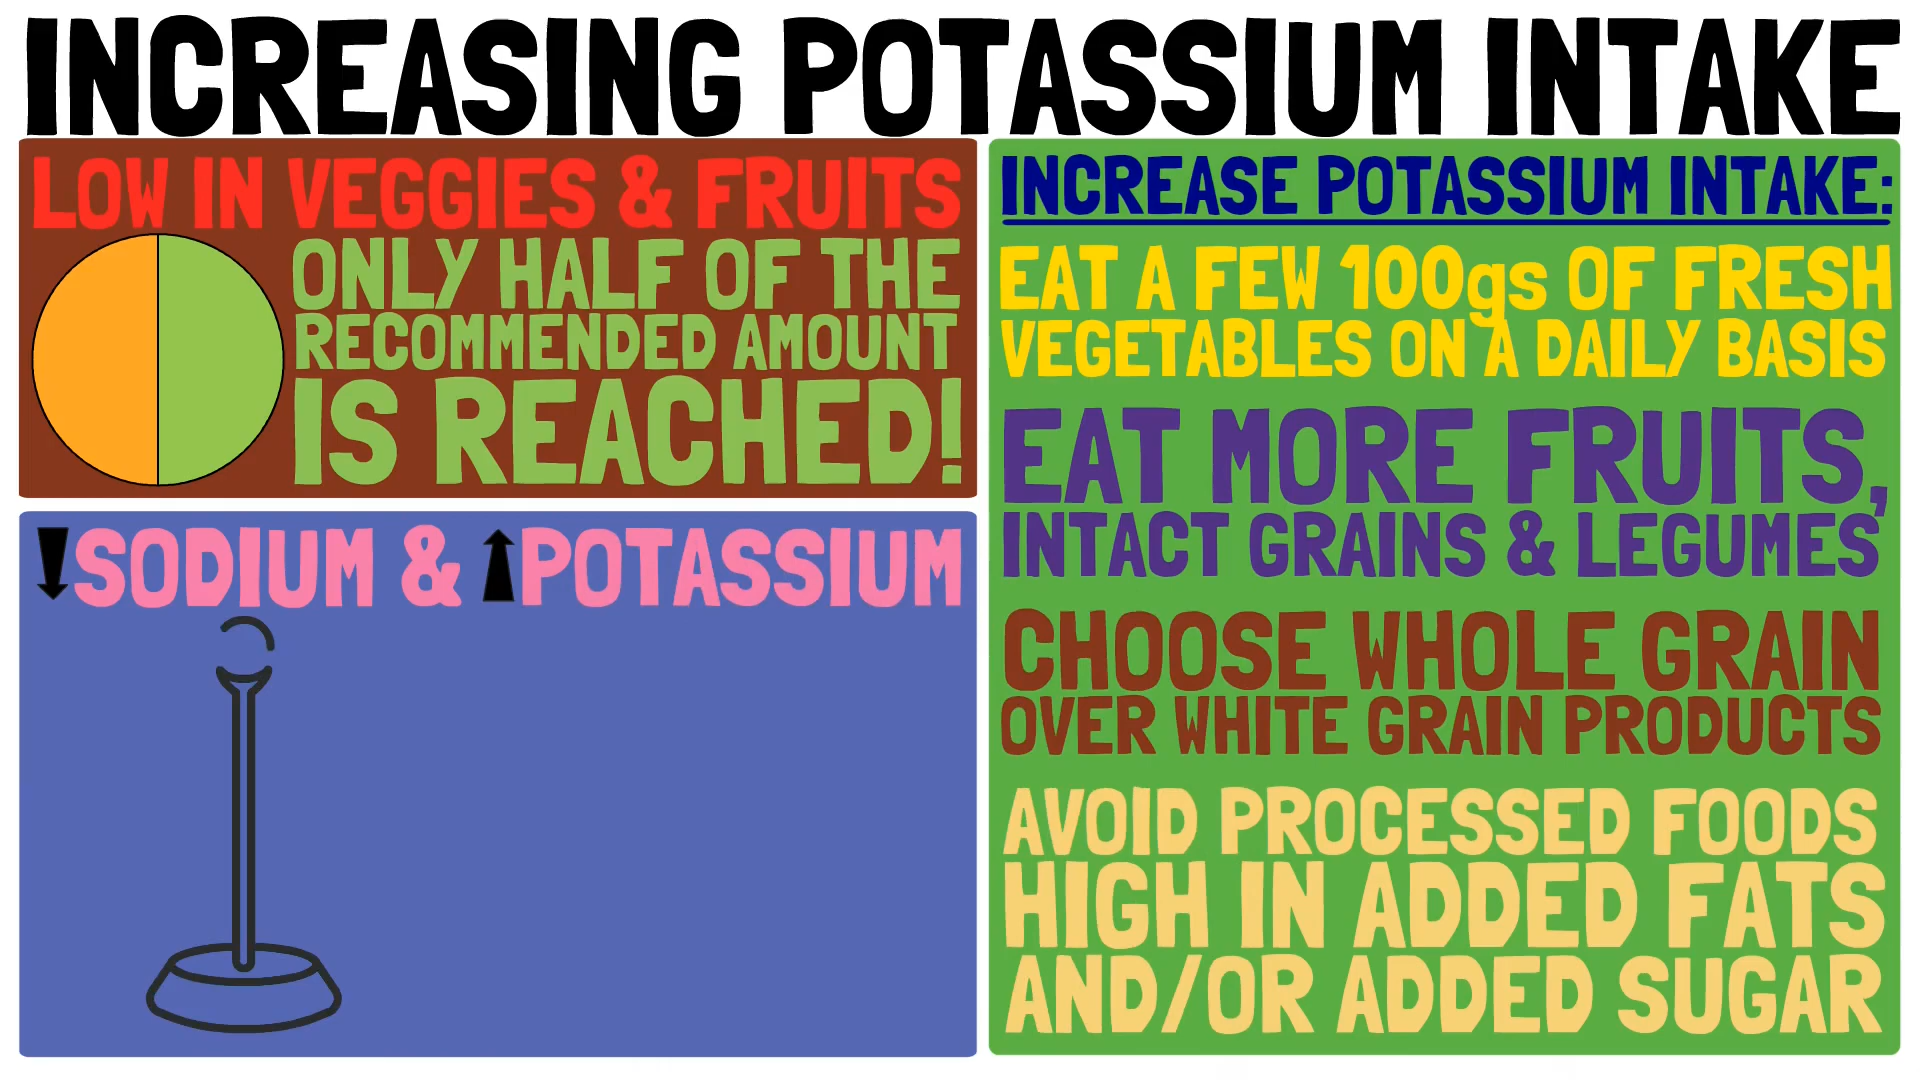 INCREASING POTASSIUM INTAKE
LOW IN VEGGIES & FRUITS
ONLY HALF OF THE
RECOMMENDED AMOUNT
IS REACHED!
SODIUM & POTASSIUM
INCREASE POTASSIUM INTAKE:
EAT A FEW 100gs OF FRESH
VEGETABLES ON A DAILY BASIS
EAT MORE FRUITS,
INTACT GRAINS & LEGUMES
CHOOSE WHOLE GRAIN
OVER WHITE GRAIN PRODUCTS
AVOID PROCESSED FOODS
HIGH IN ADDED FATS
AND/OR ADDED SUGAR